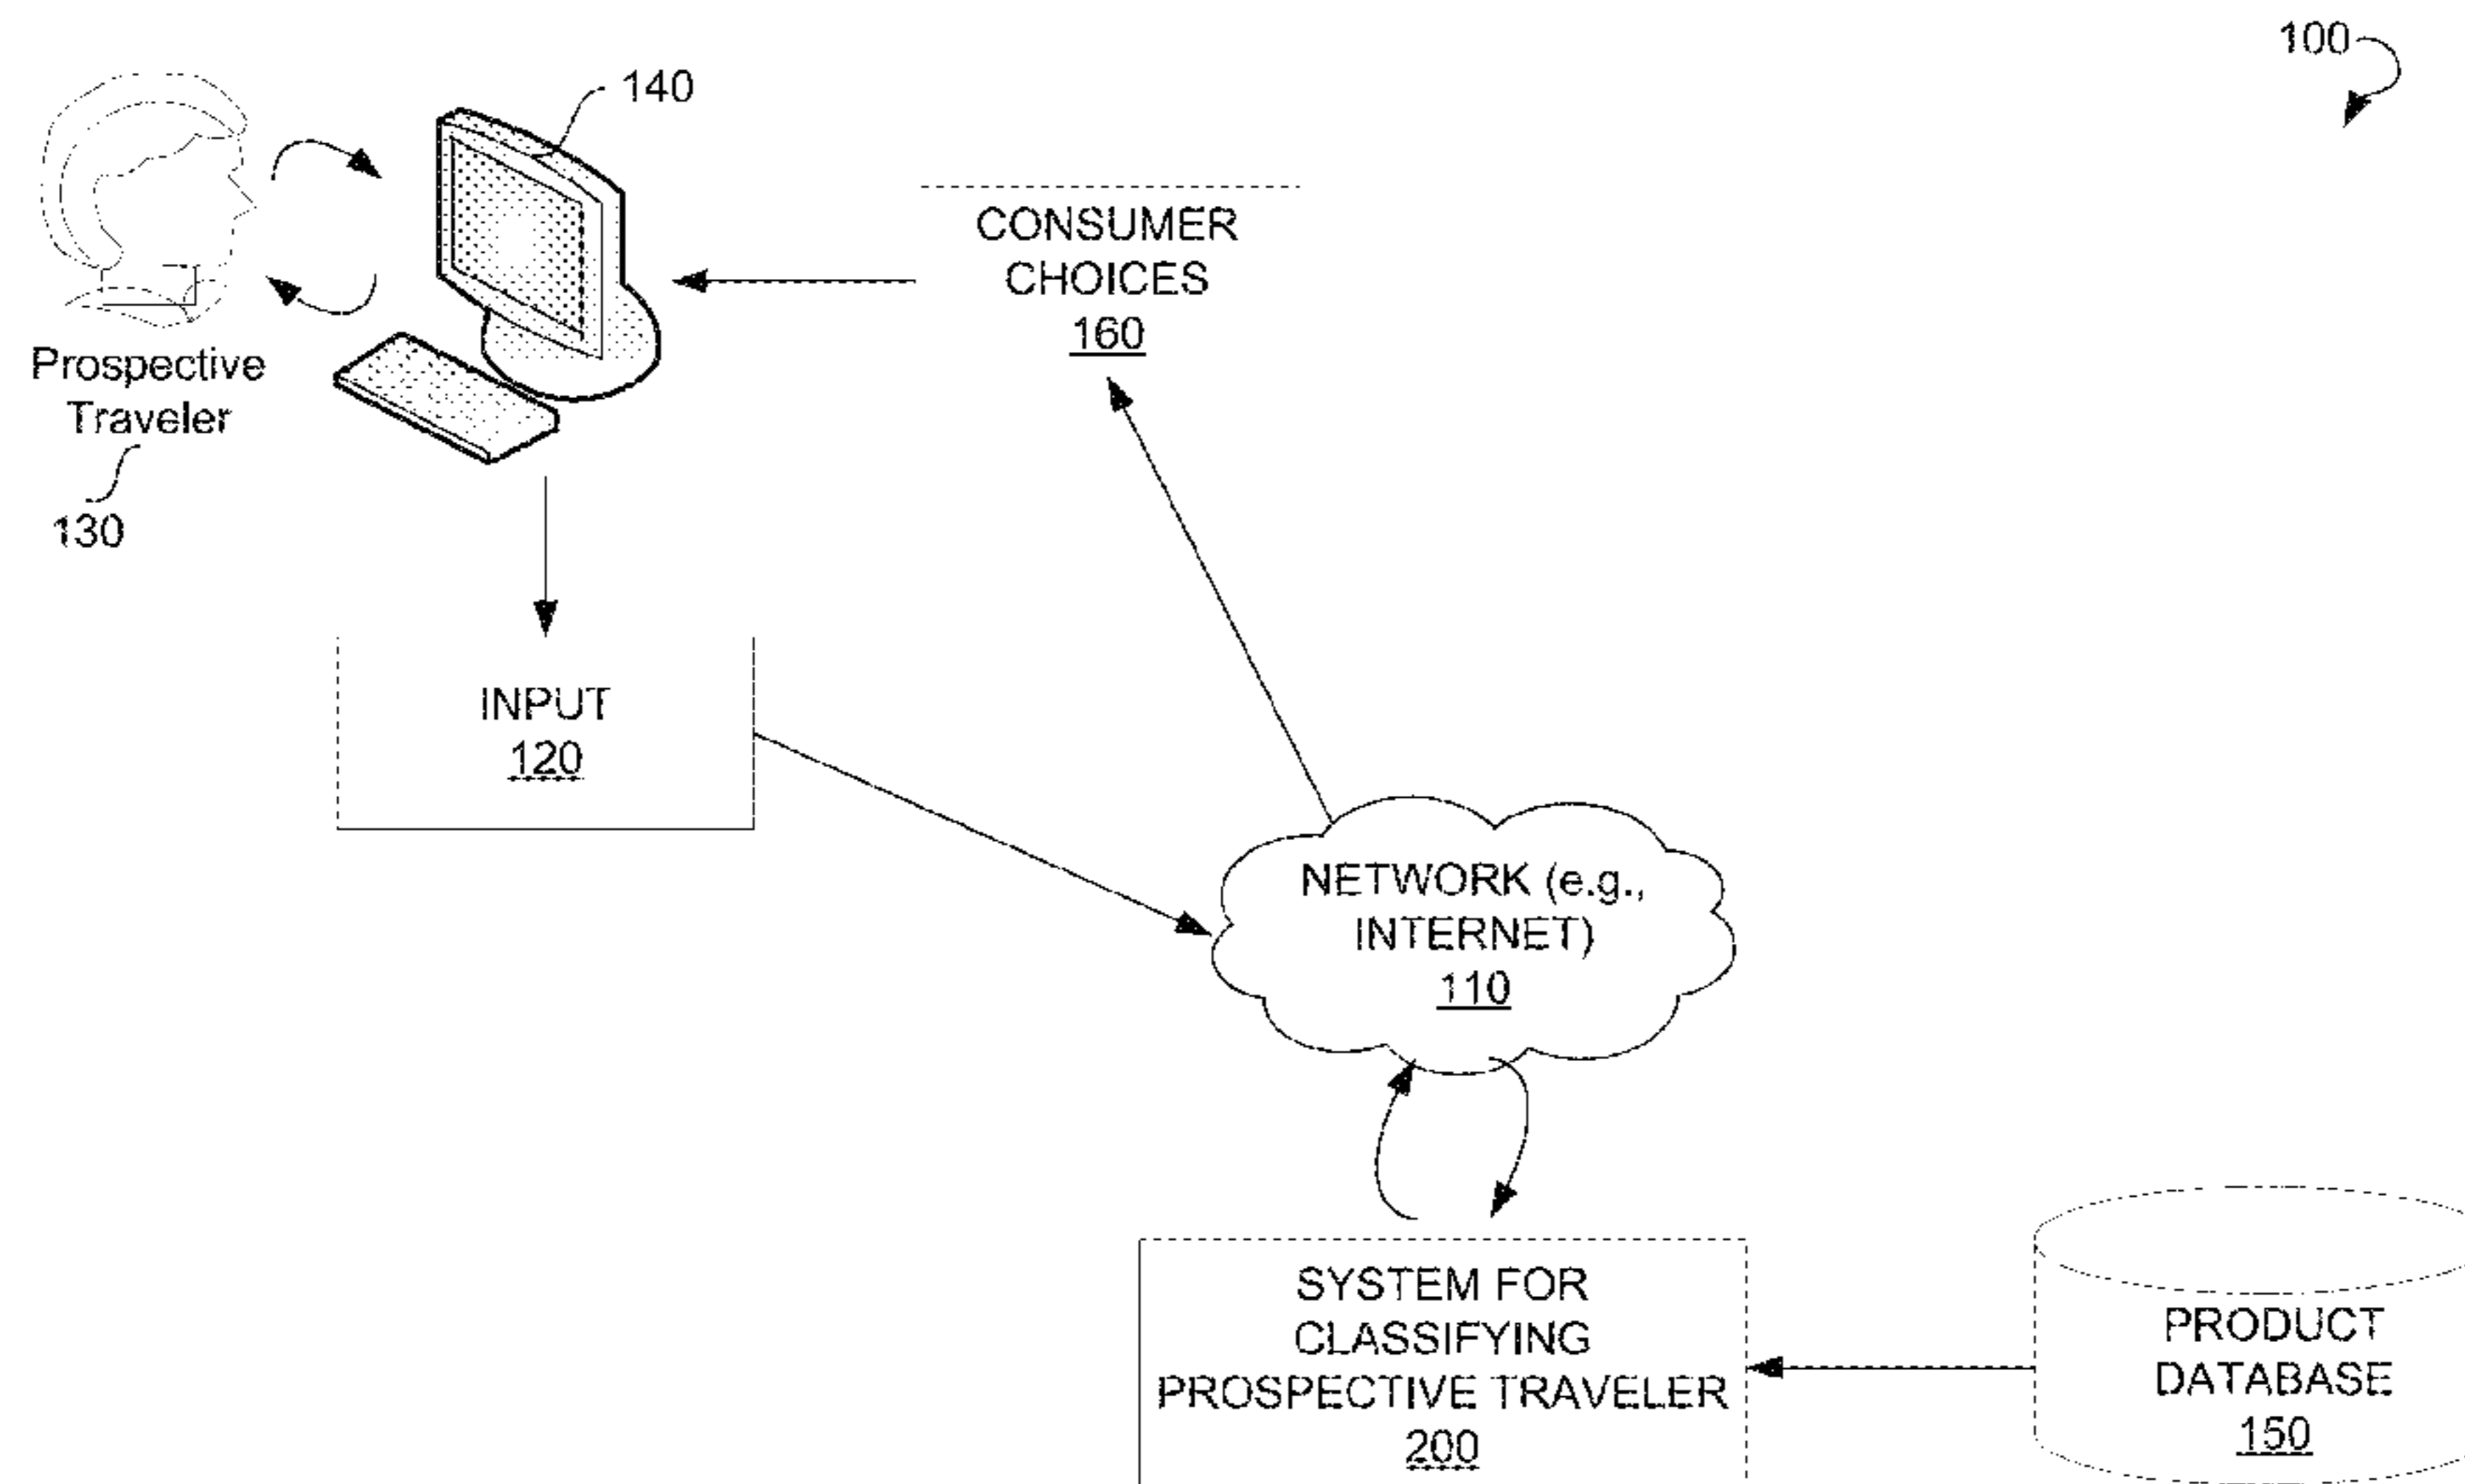 100
140
CONSUMER
CHOICES
160
Prospective
Traveler
130
INPUT
120
NETWORK (e.g.,
INTERNET)
110
SYSTEM FOR
CLASSIFYING
PROSPECTIVE TRAVELER
200
PRODUCT
DATABASE
150